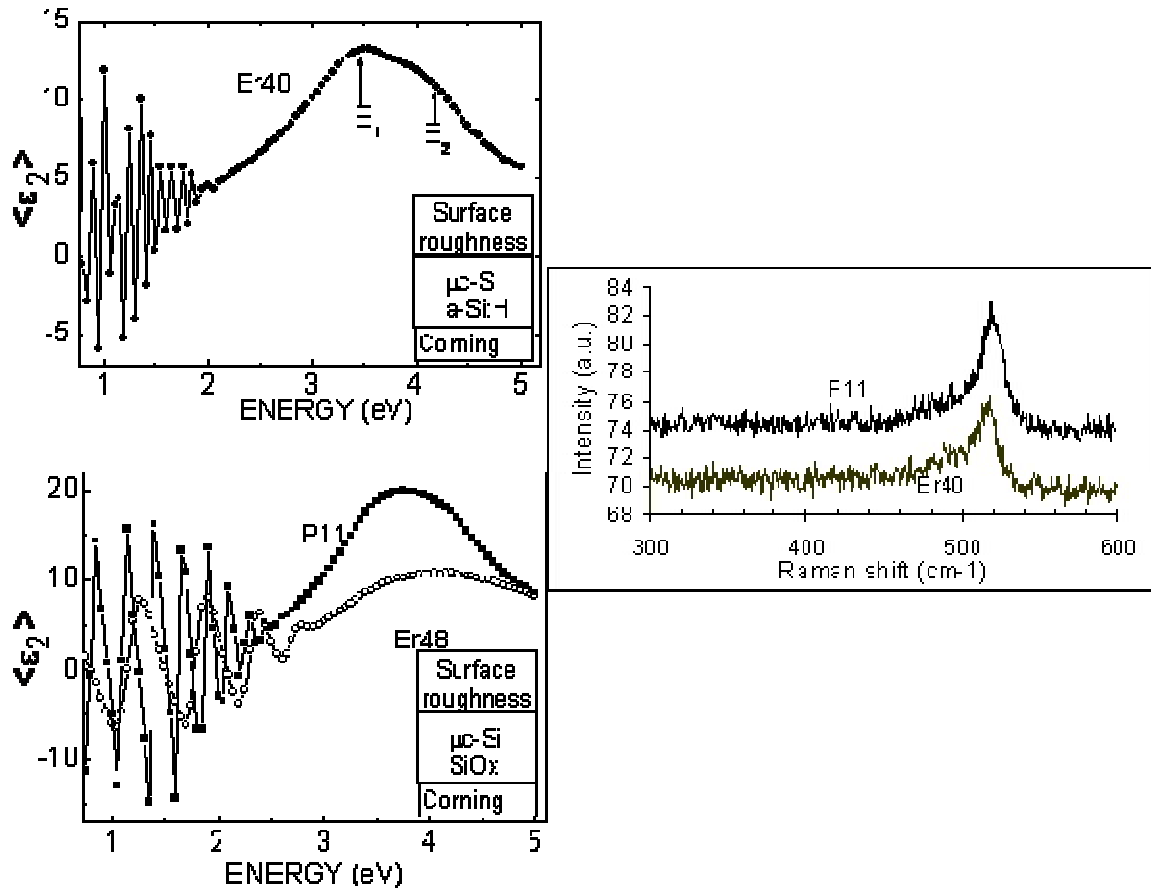 15
10
5
0
-5
<ε2>
Er40
E1
E2
Surface
roughness
µc-S
a-Si:H
Corning
1 2 3 4 5
ENERGY (eV)
20
10
0
-10
<ε2>
P11
Er48
Surface
roughness
µc-Si
SiOx
Corning
1 2 3 4 5
ENERGY (eV)
84
82
80
78
76
74
72
70
68
Intensity (a.u.)
F11
Er40
300 400 500 600
Raman shift (cm-1)